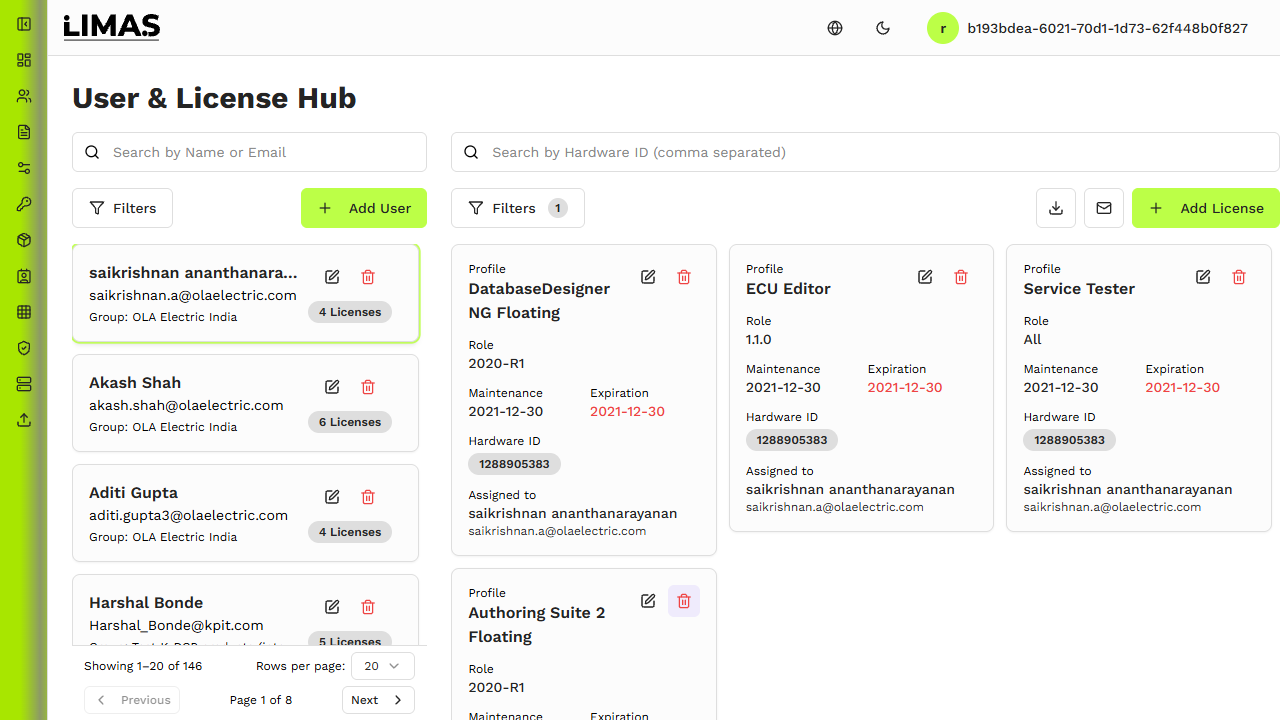 LIMAS
r
b193bdea-6021-70d1-1d73-62f448b0f827
User & License Hub
Search by Name or Email
Search by Hardware ID (comma separated)
Filters
Add User
Filters
1
Add License
saikrishnan ananthanara...
saikrishnan.a@olaelectric.com
Group: OLA Electric India
4 Licenses
Akash Shah
akash.shah@olaelectric.com
Group: OLA Electric India
6 Licenses
Aditi Gupta
aditi.gupta3@olaelectric.com
Group: OLA Electric India
4 Licenses
Harshal Bonde
Harshal_Bonde@kpit.com
5 Licenses
Showing 1–20 of 146
Rows per page:
20
Previous
Page 1 of 8
Next
Profile
DatabaseDesigner
NG Floating
Role
2020-R1
Maintenance
Expiration
2021-12-30
2021-12-30
Hardware ID
1288905383
Assigned to
saikrishnan ananthanarayanan
saikrishnan.a@olaelectric.com
Profile
ECU Editor
Role
1.1.0
Maintenance
Expiration
2021-12-30
2021-12-30
Hardware ID
1288905383
Assigned to
saikrishnan ananthanarayanan
saikrishnan.a@olaelectric.com
Profile
Service Tester
Role
All
Maintenance
Expiration
2021-12-30
2021-12-30
Hardware ID
1288905383
Assigned to
saikrishnan ananthanarayanan
saikrishnan.a@olaelectric.com
Profile
Authoring Suite 2
Floating
Role
2020-R1
Maintenance
Expiration